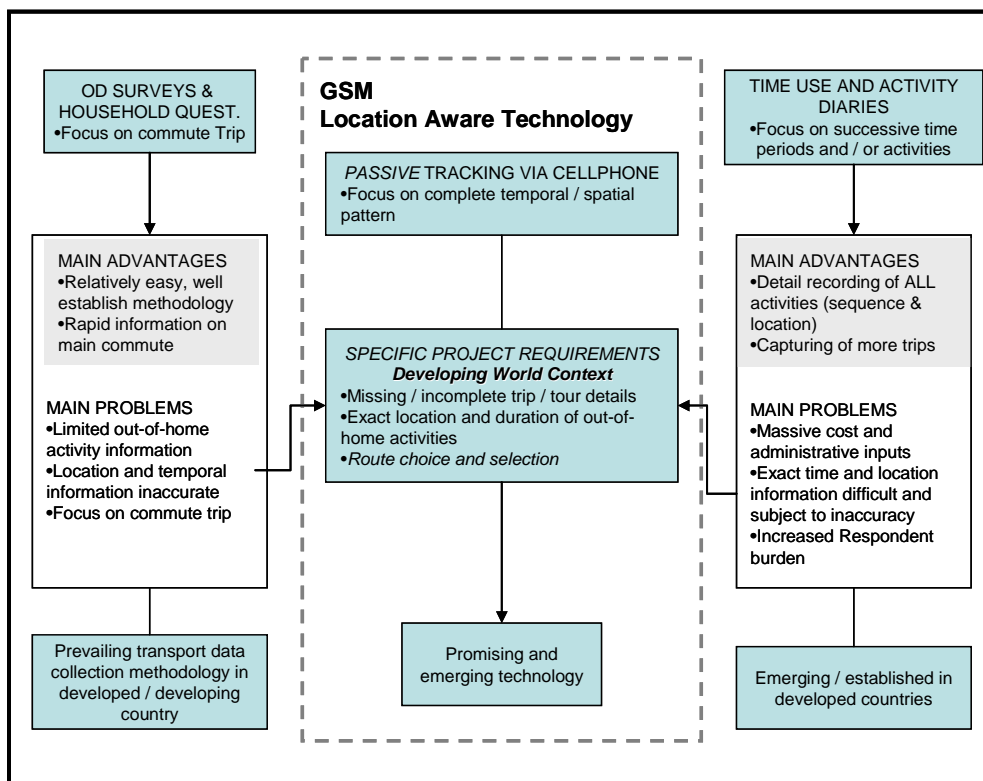 OD SURVEYS &
HOUSEHOLD QUEST.
•Focus on commute Trip
MAIN ADVANTAGES
•Relatively easy, well
establish methodology
•Rapid information on
main commute
MAIN PROBLEMS
•Limited out-of-home
activity information
•Location and temporal
information inaccurate
•Focus on commute trip
Prevailing transport data
collection methodology in
developed / developing
country
GSM
Location Aware Technology
PASSIVE TRACKING VIA CELLPHONE
•Focus on complete temporal / spatial
pattern
SPECIFIC PROJECT REQUIREMENTS
Developing World Context
•Missing / incomplete trip / tour details
•Exact location and duration of out-of-
home activities
•Route choice and selection
Promising and
emerging technology
TIME USE AND ACTIVITY
DIARIES
•Focus on successive time
periods and / or activities
MAIN ADVANTAGES
•Detail recording of ALL
activities (sequence &
location)
•Capturing of more trips
MAIN PROBLEMS
•Massive cost and
administrative inputs
•Exact time and location
information difficult and
subject to inaccuracy
•Increased Respondent
burden
Emerging / established in
developed countries